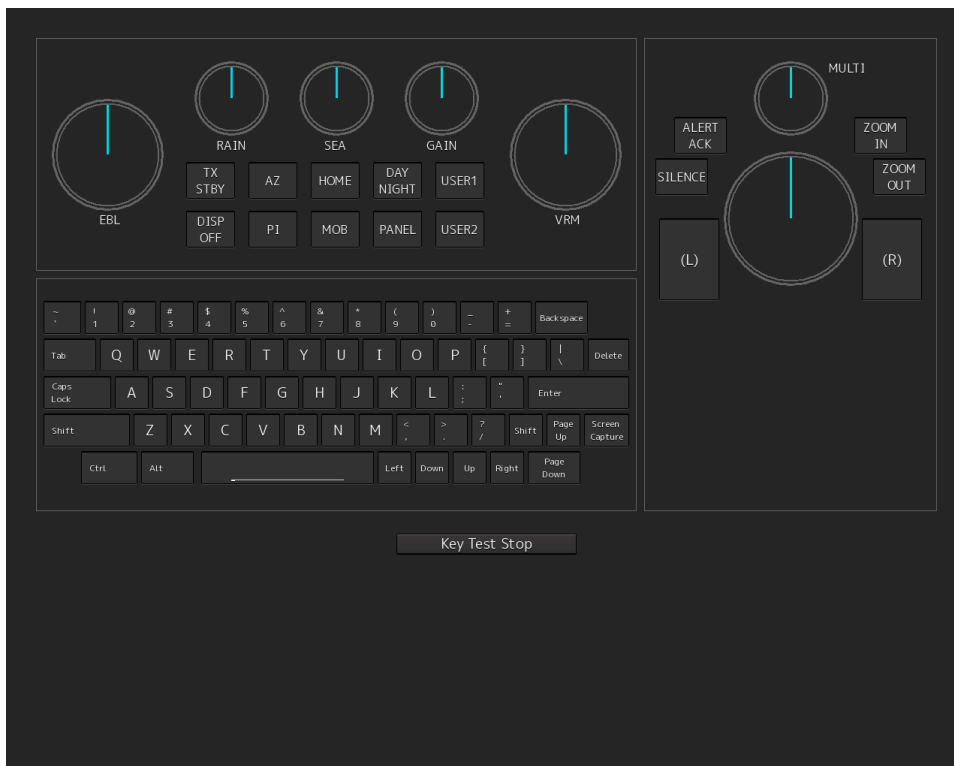 MULTI
RAIN SEA GAIN
EBL VRM
TX
STBY
AZ
HOME
DAY
NIGHT
USER1
DISP
OFF
PI
MOB
PANEL
USER2
ALERT
ACK
ZOOM
IN
SILENCE
ZOOM
OUT
(L)
(R)
~ ! @ # $ % ^ & * ( ) _ +
` 1 2 3 4 5 6 7 8 9 0 - =
Backspace
Tab Q W E R T Y U I O P
{ } |
[ ] \
Delete
Caps
Lock
A S D F G H J K L
: "
; '
Enter
Shift Z X C V B N M
< > ?
, . /
Shift
Page
Up
Screen
Capture
Ctrl Alt
Left Down Up Right
Page
Down
Key Test Stop